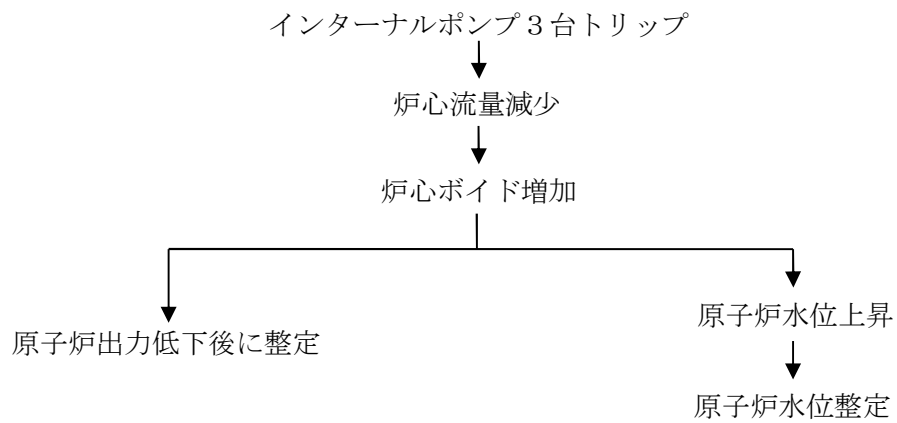 インターナルポンプ３台トリップ
炉心流量減少
炉心ボイド増加
原子炉出力低下後に整定
原子炉水位上昇
原子炉水位整定